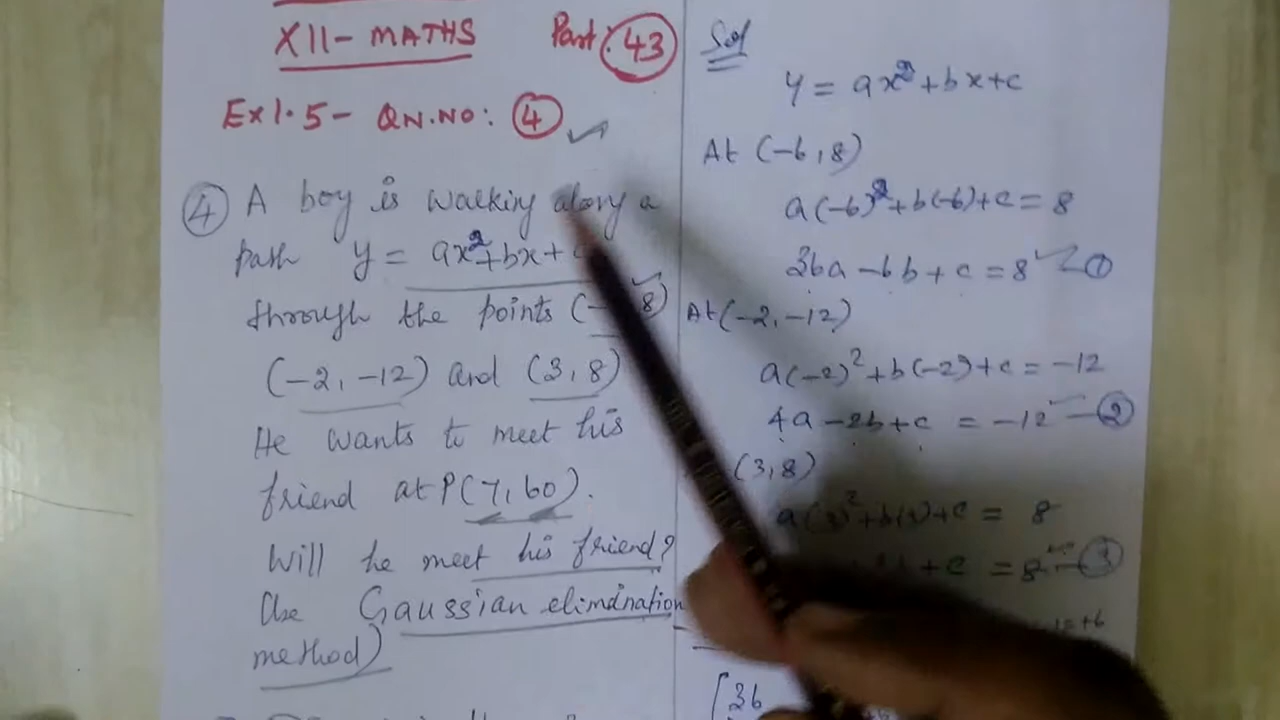 XII- MATHS Part: 43
Ex 1.5 - QN.NO: 4
4 A boy is walking along a
path y = ax²+bx+c
through the points (- 8)
(-2, -12) and (3, 8)
He wants to meet his
friend at P(7, 60).
Will he meet his friend?
Use Gaussian elimination
method)
Sol
y = ax²+bx+c
At (-6, 8)
a(-6)²+b(-6)+c = 8
36a - 6b + c = 8 - 1
At (-2, -12)
a(-2)²+b(-2)+c = -12
4a - 2b + c = -12 - 2
(3, 8)
a(3)²+b(3)+c = 8
+ c = 8 - 3
+6
[36